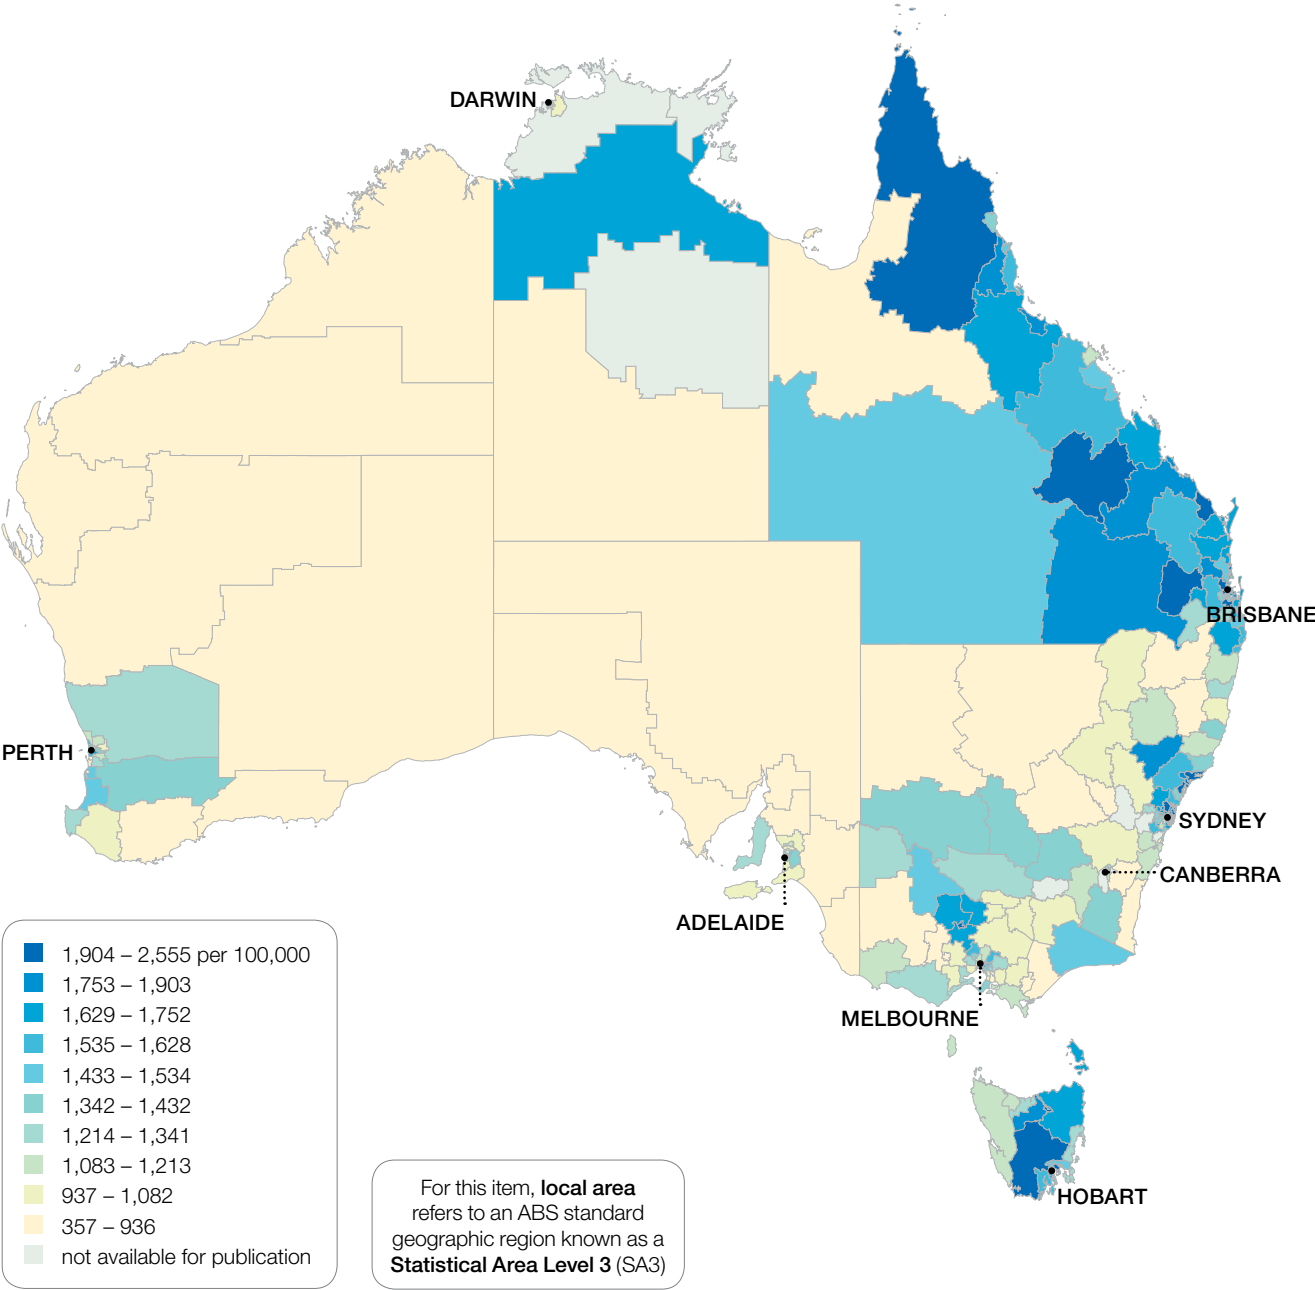 DARWIN
BRISBANE
PERTH
SYDNEY
CANBERRA
ADELAIDE
MELBOURNE
HOBART
1,904 – 2,555 per 100,000
1,753 – 1,903
1,629 – 1,752
1,535 – 1,628
1,433 – 1,534
1,342 – 1,432
1,214 – 1,341
1,083 – 1,213
937 – 1,082
357 – 936
not available for publication
For this item, local area
refers to an ABS standard
geographic region known as a
Statistical Area Level 3 (SA3)